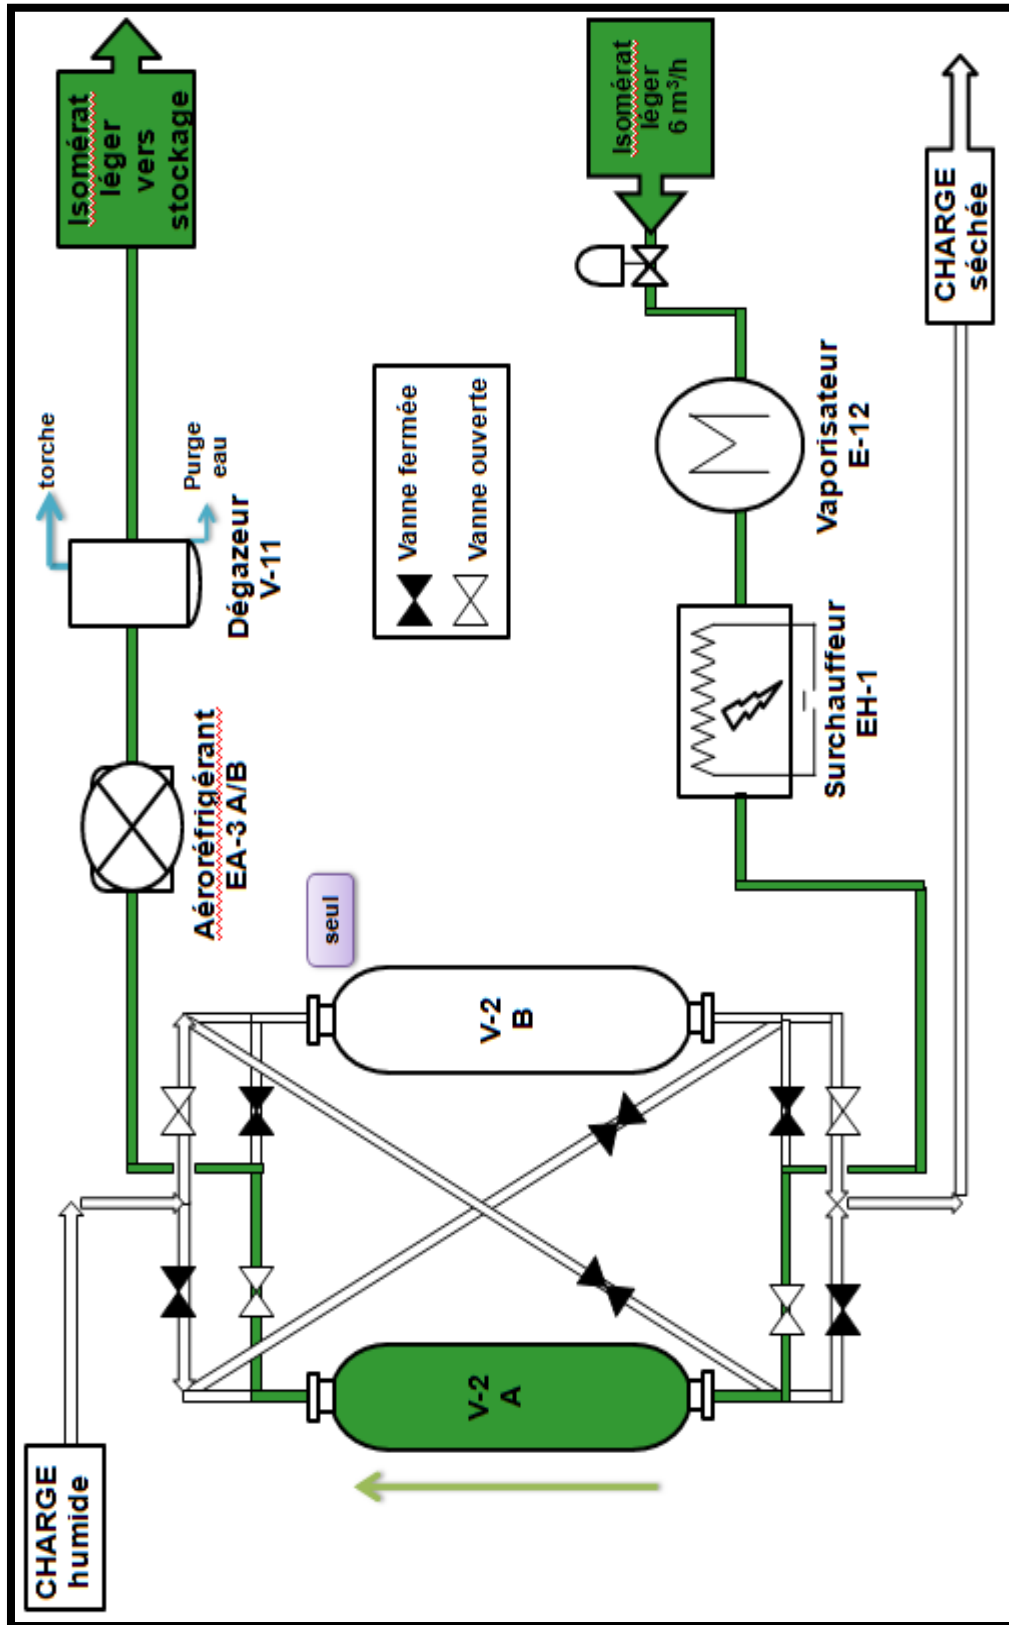 CHARGE
humide
Isomérat
léger
vers
stockage
torche
Purge
eau
Dégazeur
V-11
Aéroréfrigérant
EA-3 A/B
seul
V-2
B
V-2
A
Vanne fermée
Vanne ouverte
Isomérat
léger
6 m³/h
Vaporisateur
E-12
Surchauffeur
EH-1
CHARGE
séchée